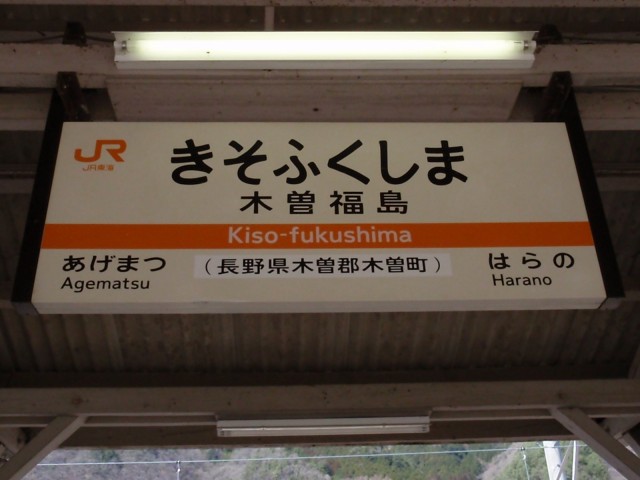 JR
JR東海
きそふくしま
木曽福島
Kiso-fukushima
あげまつ
Agematsu
（長野県木曽郡木曽町）
はらの
Harano